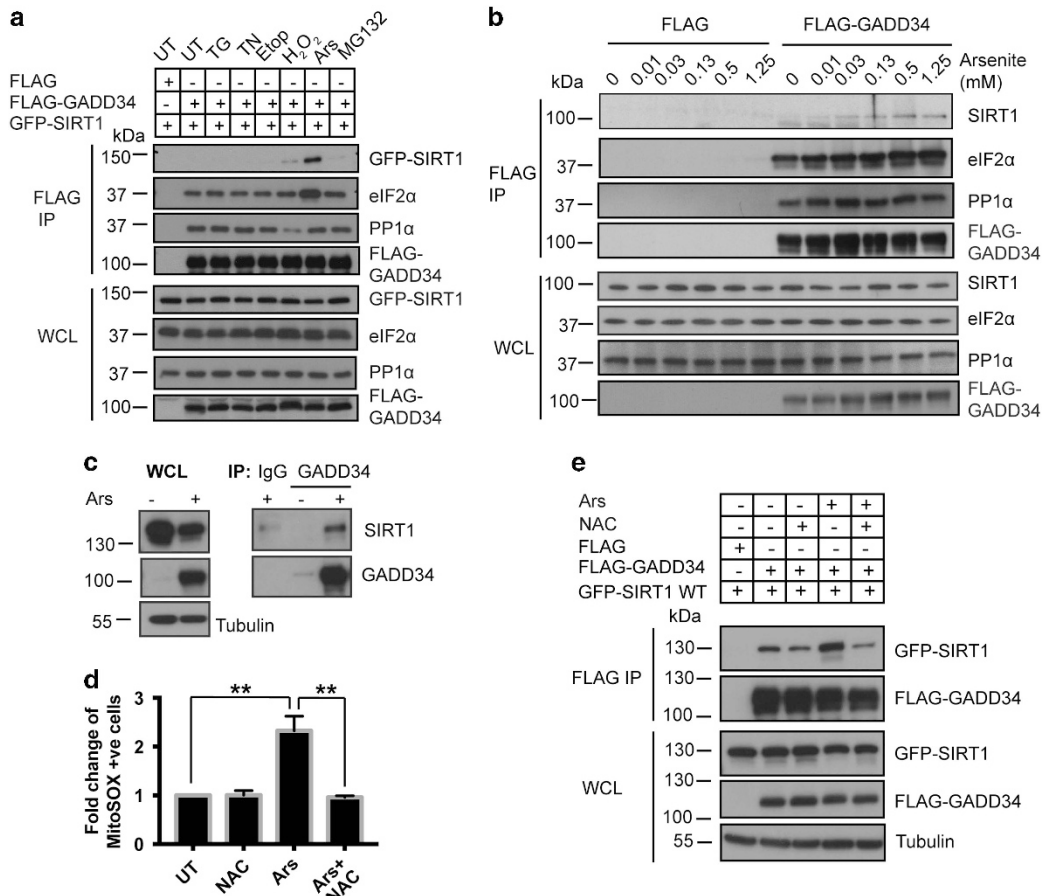 a
UT UT TG TN Etop H2O2 Ars MG132
FLAG + - - - - - - -
FLAG-GADD34 - + + + + + + +
GFP-SIRT1 + + + + + + + +
kDa
FLAG IP
150 GFP-SIRT1
37 eIF2α
37 PP1α
100 FLAG-GADD34
WCL
150 GFP-SIRT1
37 eIF2α
37 PP1α
100 FLAG-GADD34
b
FLAG FLAG-GADD34
kDa 0 0.01 0.03 0.13 0.5 1.25 0 0.01 0.03 0.13 0.5 1.25 Arsenite (mM)
FLAG IP
100 SIRT1
37 eIF2α
37 PP1α
100 FLAG-GADD34
WCL
100 SIRT1
37 eIF2α
37 PP1α
100 FLAG-GADD34
c
WCL IP: IgG GADD34
Ars - + + - +
130 SIRT1
100 GADD34
55 Tubulin
d
Fold change of MitoSOX +ve cells
3
2
1
0
** **
UT NAC Ars Ars+ NAC
e
Ars - - - + +
NAC - - + - +
FLAG + - - - -
FLAG-GADD34 - + + + +
GFP-SIRT1 WT + + + + +
kDa
FLAG IP
130 GFP-SIRT1
130
100 FLAG-GADD34
WCL
130 GFP-SIRT1
130
100 FLAG-GADD34
55 Tubulin